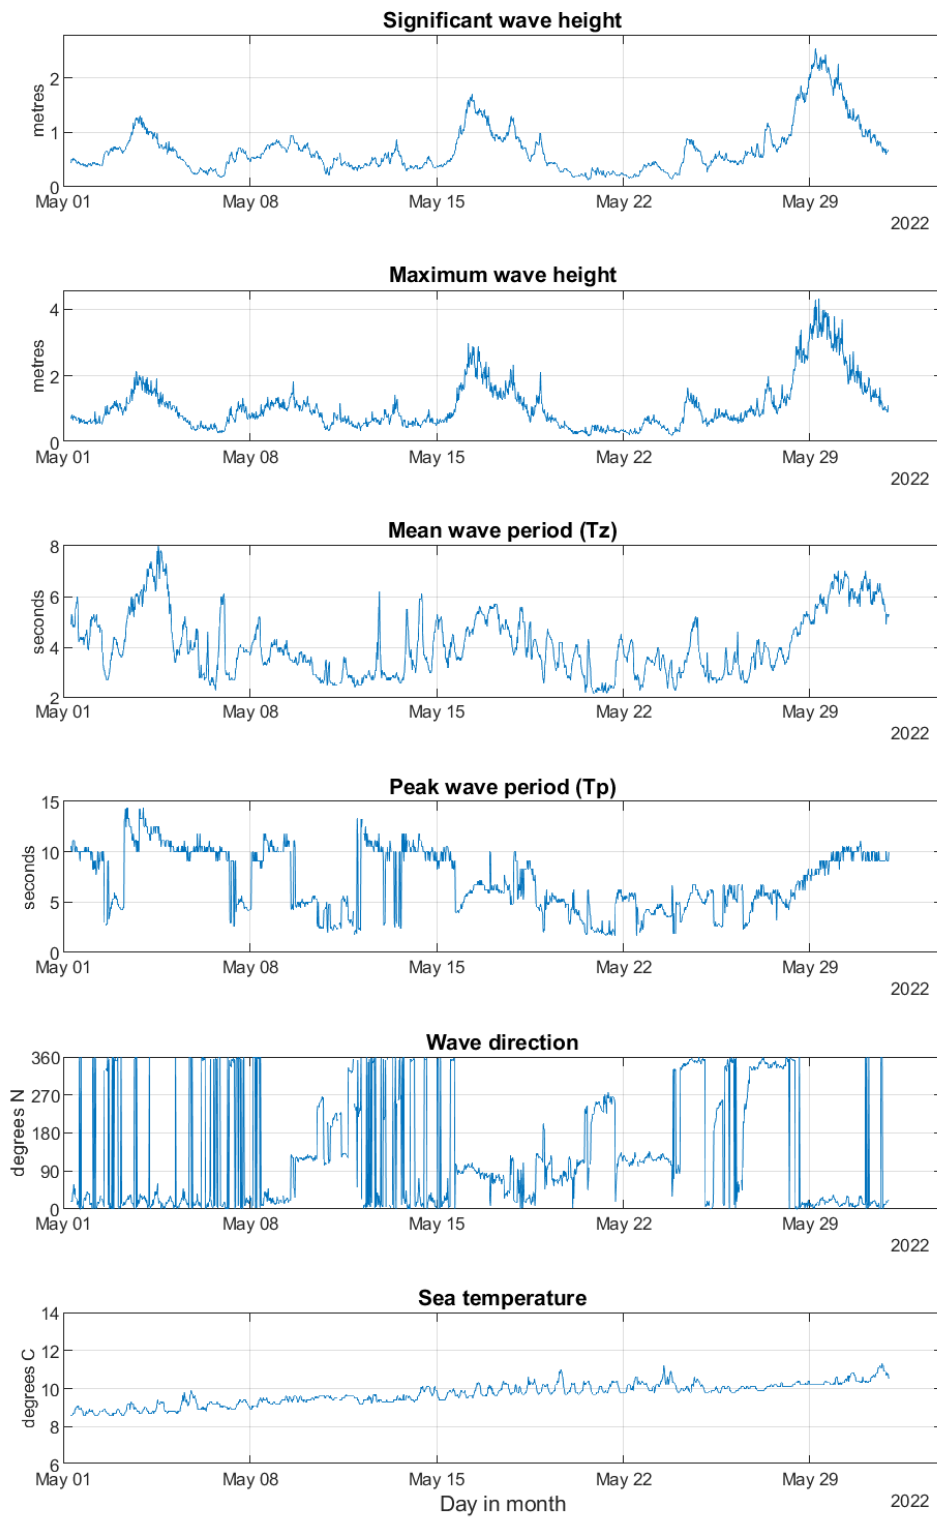 Significant wave height
metres
2
1
0
May 01 May 08 May 15 May 22 May 29
2022
Maximum wave height
metres
4
2
0
May 01 May 08 May 15 May 22 May 29
2022
Mean wave period (Tz)
seconds
8
6
4
2
May 01 May 08 May 15 May 22 May 29
2022
Peak wave period (Tp)
seconds
15
10
5
0
May 01 May 08 May 15 May 22 May 29
2022
Wave direction
degrees N
360
270
180
90
0
May 01 May 08 May 15 May 22 May 29
2022
Sea temperature
degrees C
14
12
10
8
6
May 01 May 08 May 15 May 22 May 29
Day in month
2022